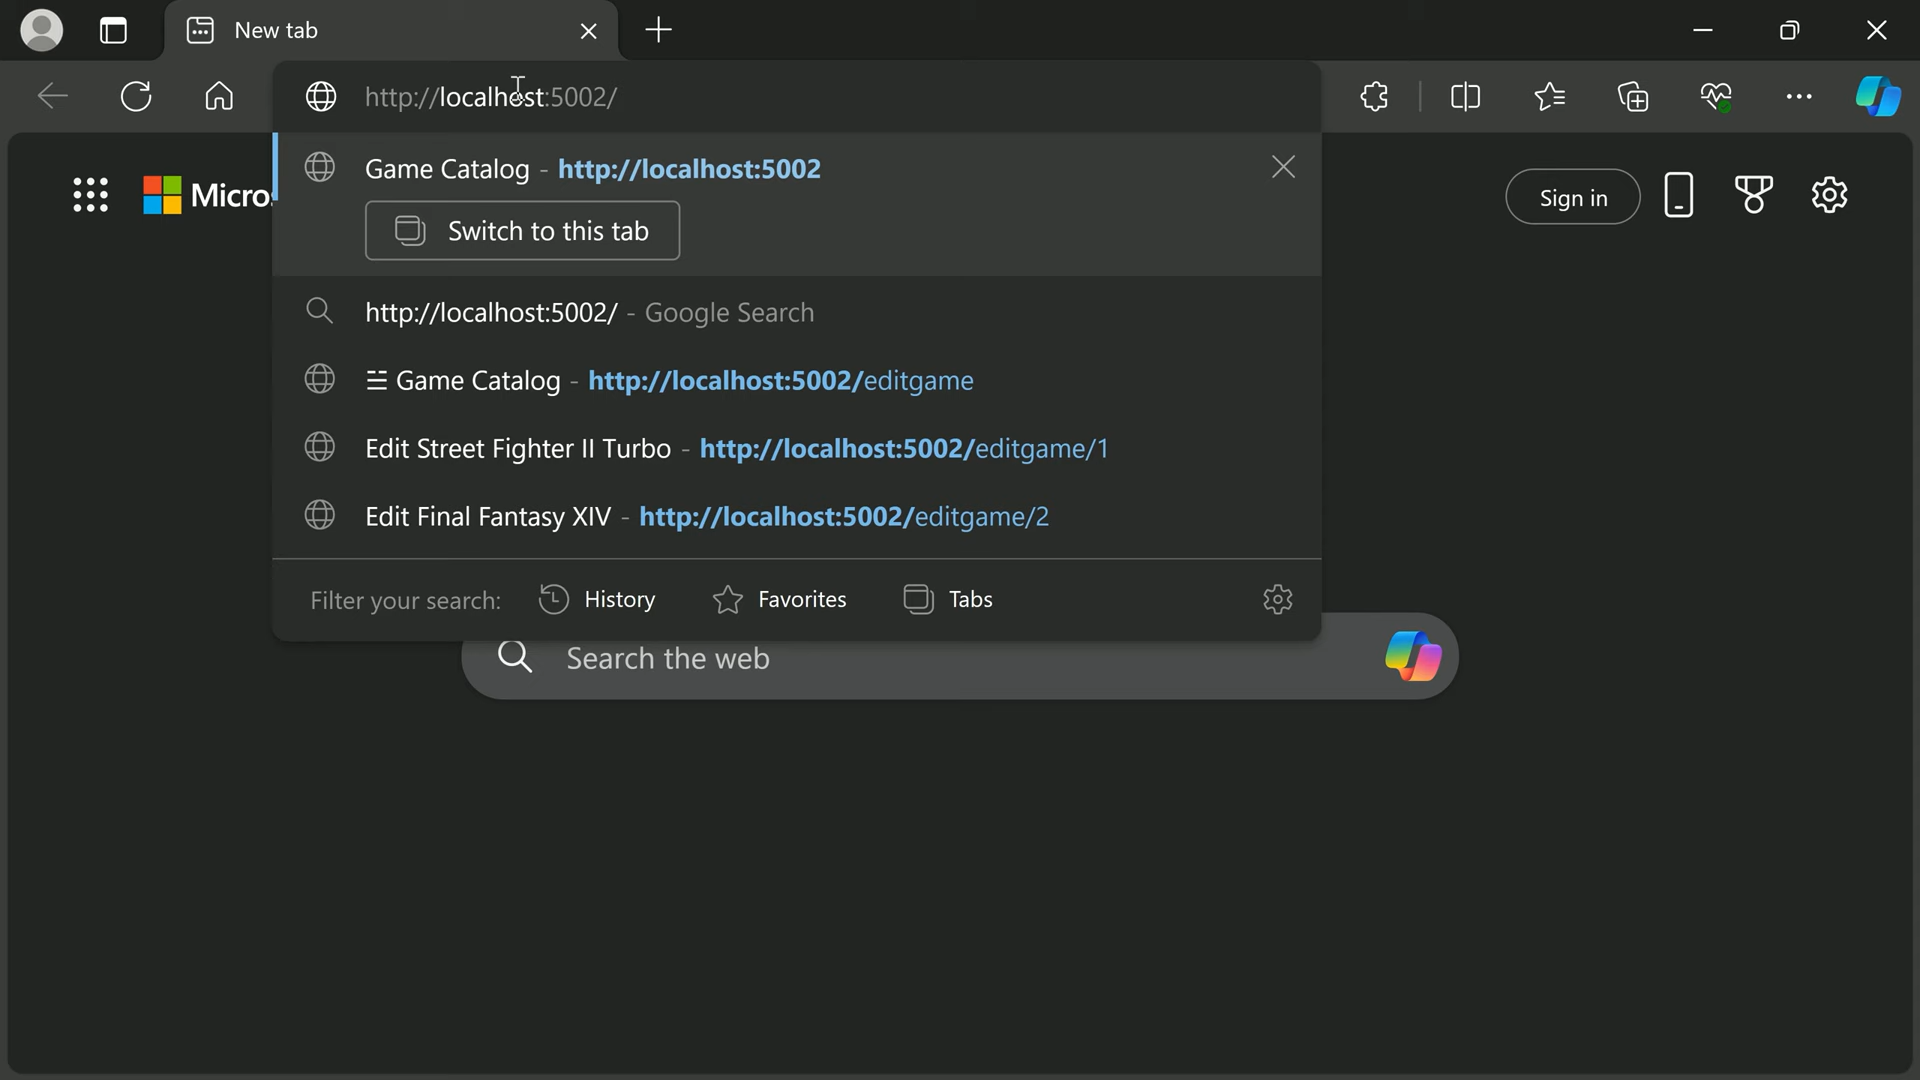 New tab
http://localhost:5002/
Game Catalog - http://localhost:5002
Switch to this tab
Micros
Sign in
http://localhost:5002/ - Google Search
☱ Game Catalog - http://localhost:5002/editgame
Edit Street Fighter II Turbo - http://localhost:5002/editgame/1
Edit Final Fantasy XIV - http://localhost:5002/editgame/2
Filter your search: History Favorites Tabs
Search the web